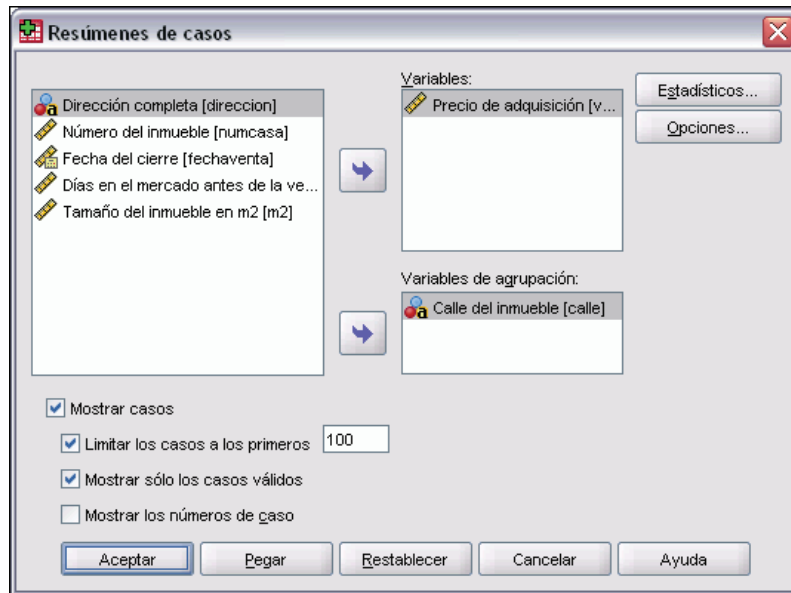 Resúmenes de casos
Dirección completa [direccion]
Número del inmueble [numcasa]
Fecha del cierre [fechaventa]
Días en el mercado antes de la ve...
Tamaño del inmueble en m2 [m2]
Variables:
Precio de adquisición [v...
Variables de agrupación:
Calle del inmueble [calle]
Estadísticos...
Opciones...
Mostrar casos
Limitar los casos a los primeros 100
Mostrar sólo los casos válidos
Mostrar los números de caso
Aceptar Pegar Restablecer Cancelar Ayuda